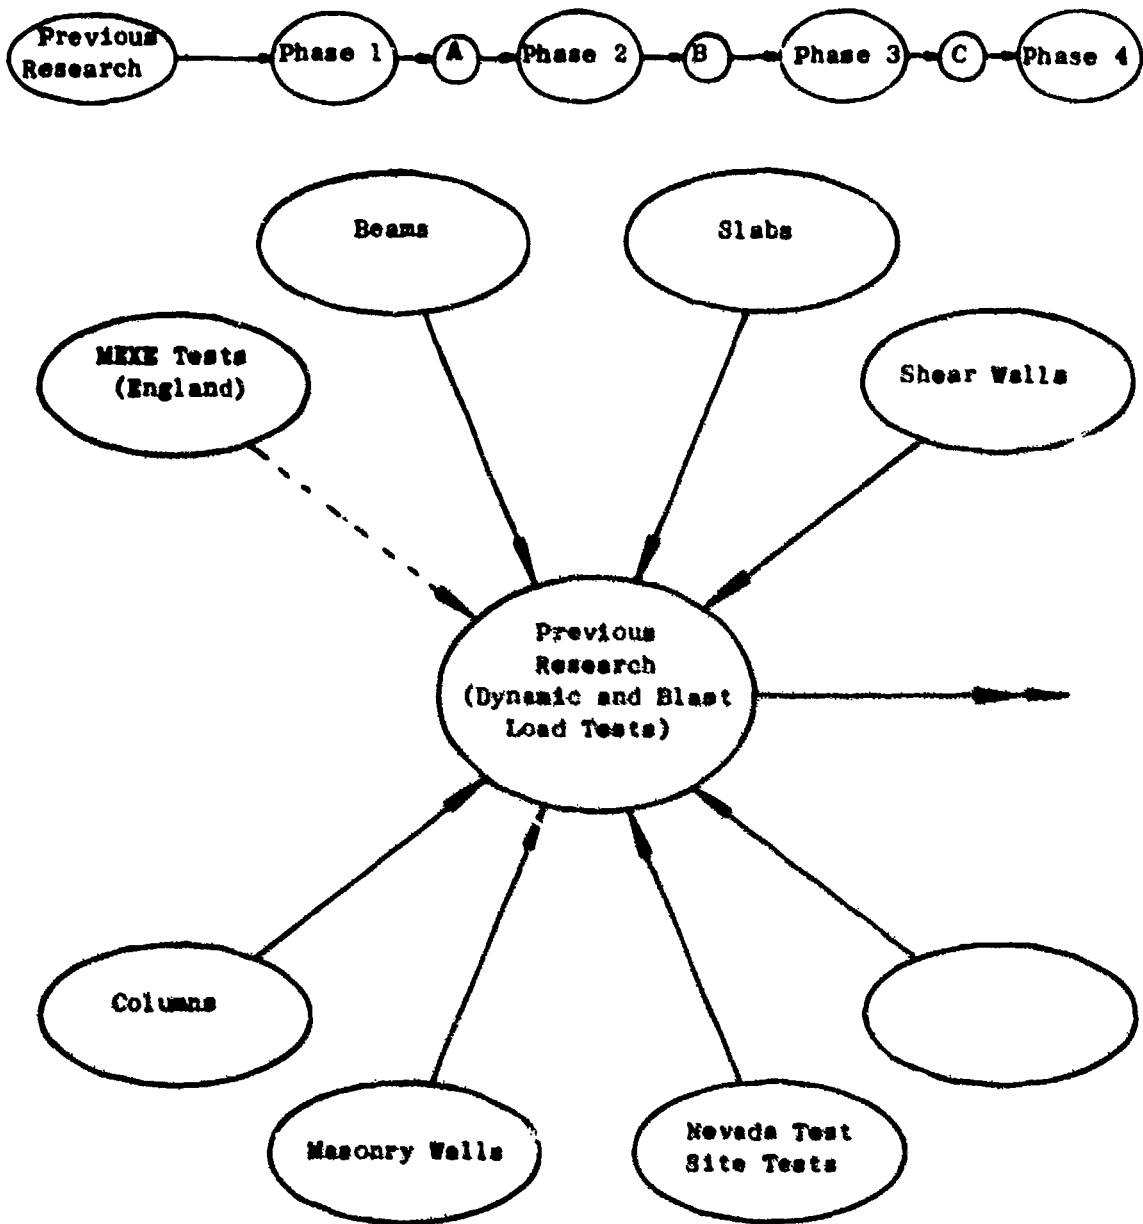 Previous
Research
Phase 1
A
Phase 2
B
Phase 3
C
Phase 4
Beams
Slabs
MEXE Tests
(England)
Shear Walls
Previous
Research
(Dynamic and Blast
Load Tests)
Columns
Masonry Walls
Nevada Test
Site Tests